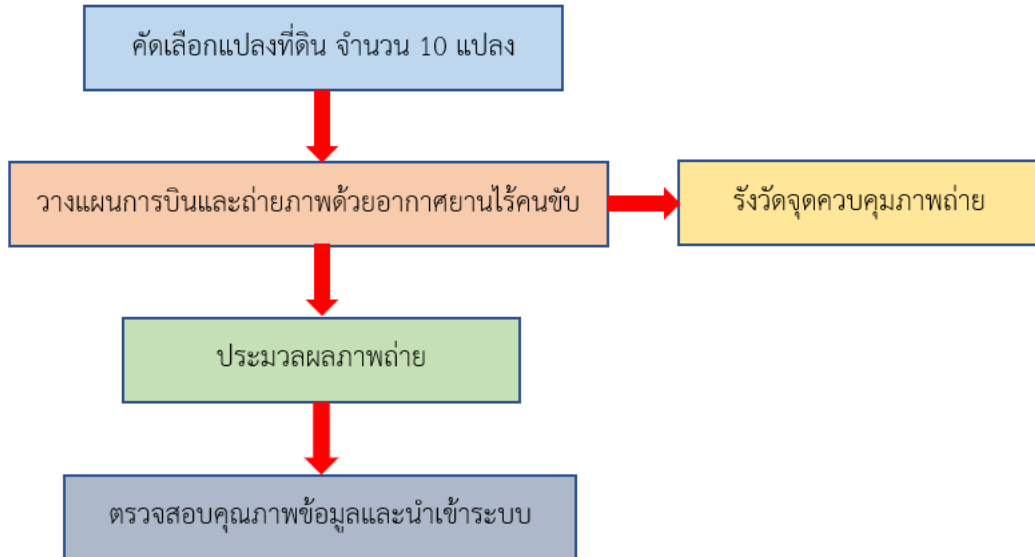 คัดเลือกแปลงที่ดิน จำนวน 10 แปลง
วางแผนการบินและถ่ายภาพด้วยอากาศยานไร้คนขับ
รังวัดจุดควบคุมภาพถ่าย
ประมวลผลภาพถ่าย
ตรวจสอบคุณภาพข้อมูลและนำเข้าระบบ